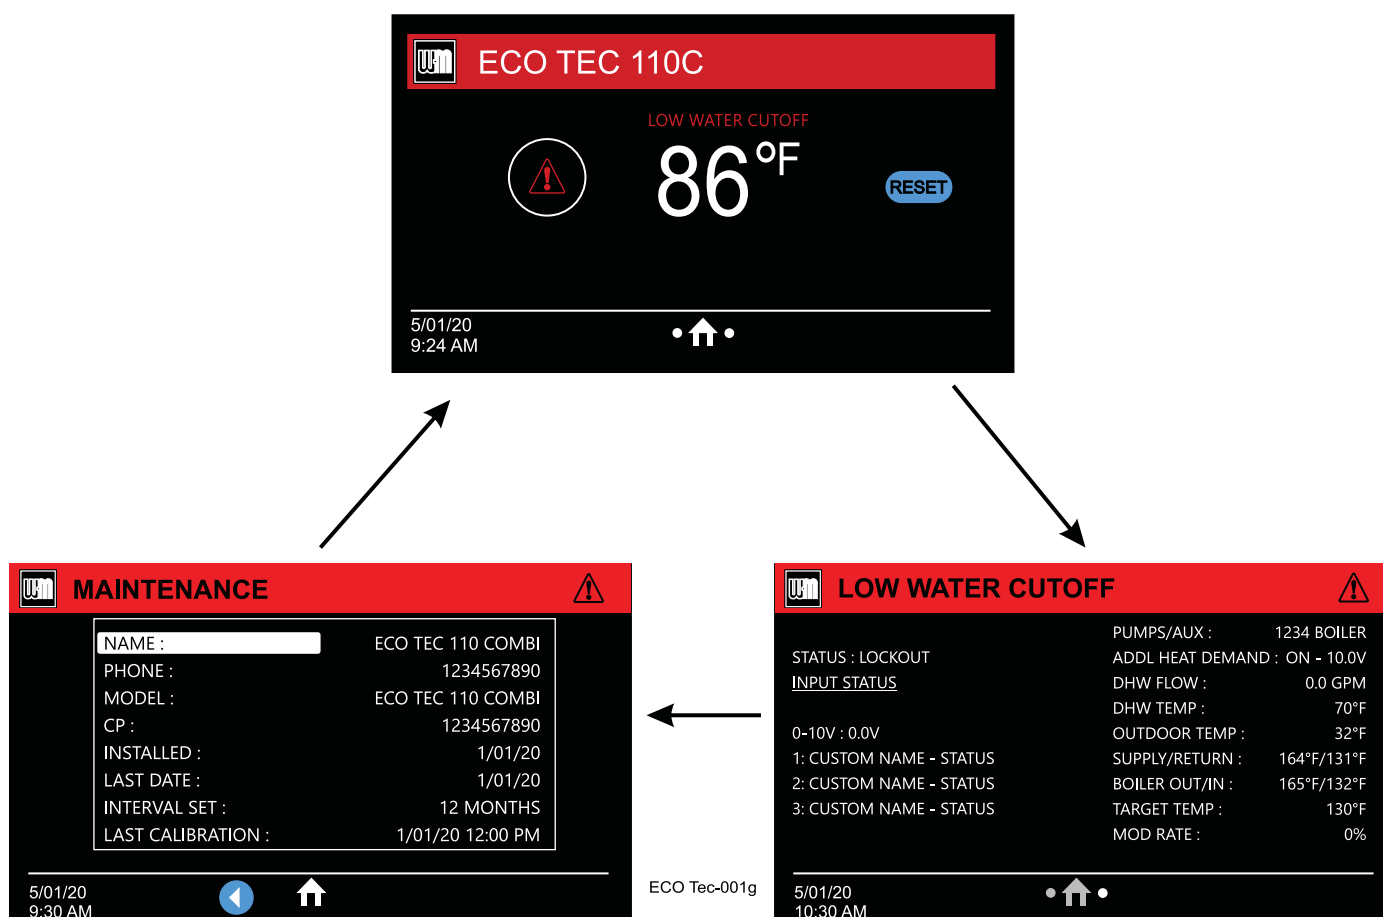 WM ECO TEC 110C
LOW WATER CUTOFF
86°F
RESET
5/01/20
9:24 AM
WM MAINTENANCE
NAME : ECO TEC 110 COMBI
PHONE : 1234567890
MODEL : ECO TEC 110 COMBI
CP : 1234567890
INSTALLED : 1/01/20
LAST DATE : 1/01/20
INTERVAL SET : 12 MONTHS
LAST CALIBRATION : 1/01/20 12:00 PM
5/01/20
9:30 AM
ECO Tec-001g
WM LOW WATER CUTOFF
STATUS : LOCKOUT
INPUT STATUS
0-10V : 0.0V
1: CUSTOM NAME - STATUS
2: CUSTOM NAME - STATUS
3: CUSTOM NAME - STATUS
PUMPS/AUX : 1234 BOILER
ADDL HEAT DEMAND : ON - 10.0V
DHW FLOW : 0.0 GPM
DHW TEMP : 70°F
OUTDOOR TEMP : 32°F
SUPPLY/RETURN : 164°F/131°F
BOILER OUT/IN : 165°F/132°F
TARGET TEMP : 130°F
MOD RATE : 0%
5/01/20
10:30 AM